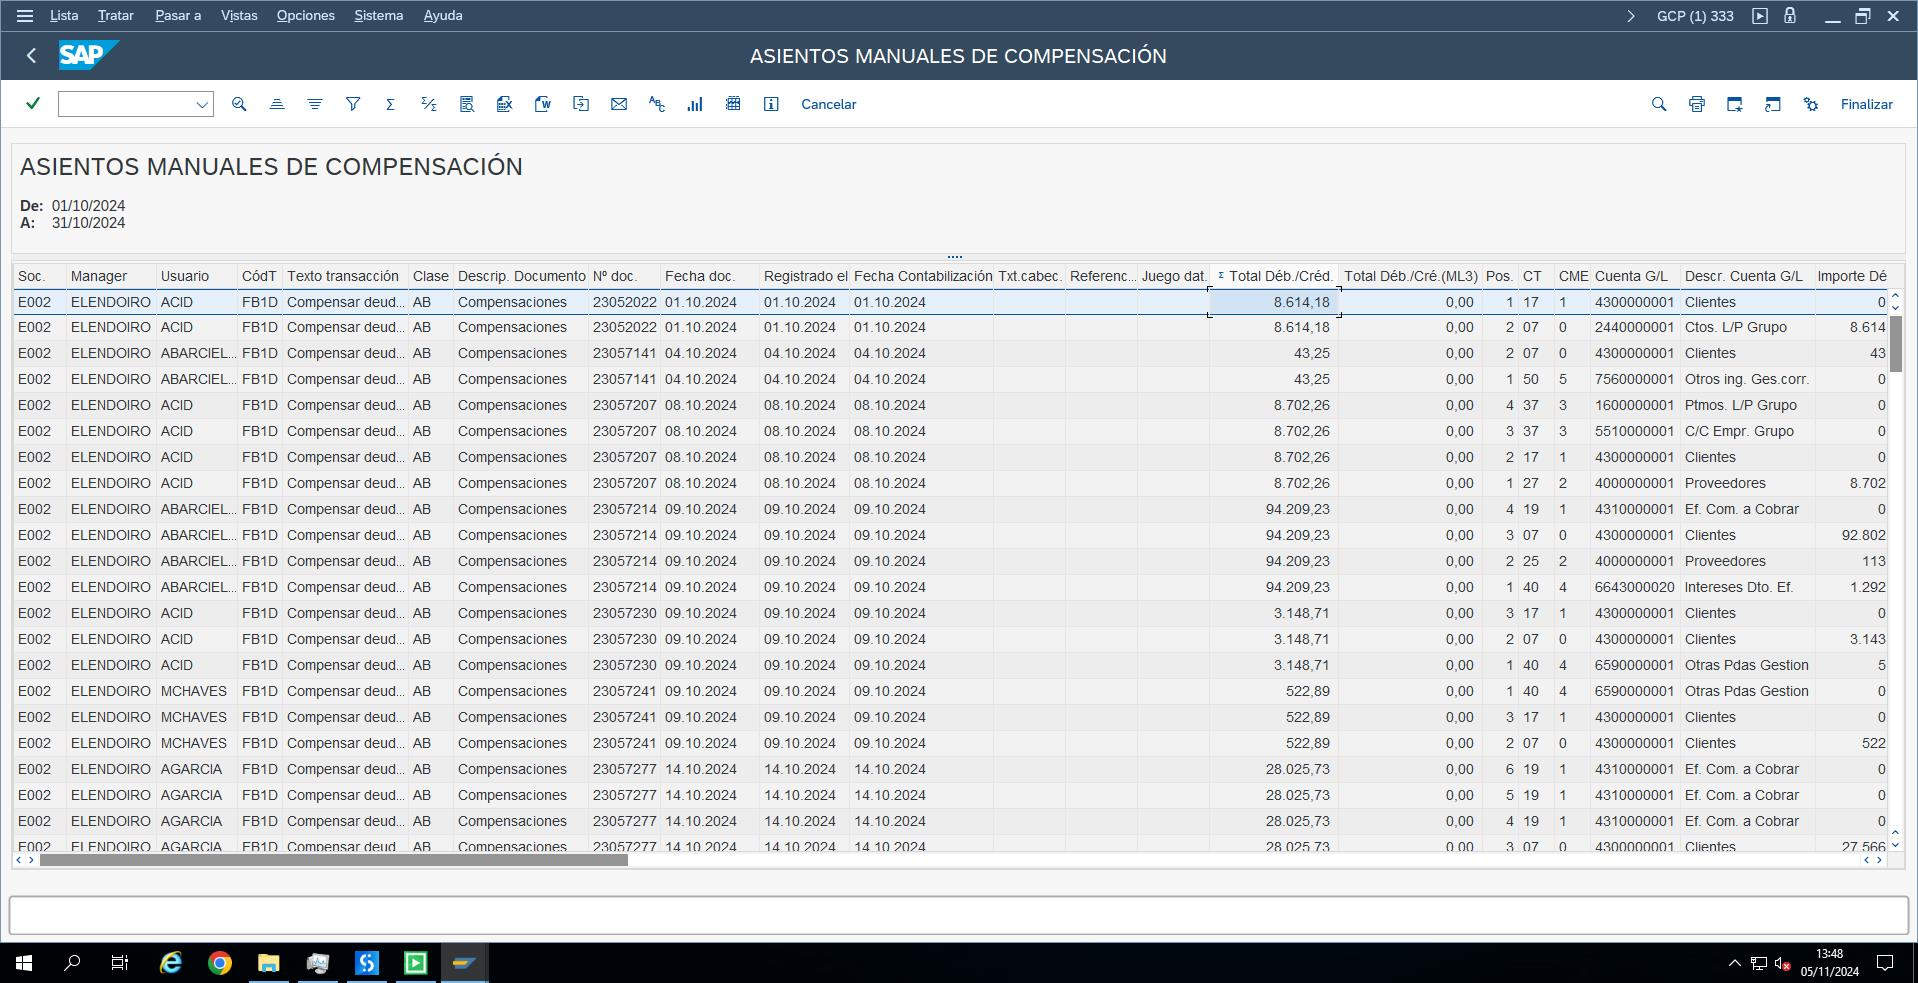 Lista Tratar Pasar a Vistas Opciones Sistema Ayuda GCP (1) 333
SAP ASIENTOS MANUALES DE COMPENSACIÓN
Cancelar Finalizar
ASIENTOS MANUALES DE COMPENSACIÓN
De: 01/10/2024
A: 31/10/2024
Soc. Manager Usuario CódT Texto transacción Clase Descrip. Documento Nº doc. Fecha doc. Registrado el Fecha Contabilización Txt.cabec. Referenc... Juego dat. Σ Total Déb./Créd. Total Déb./Cré.(ML3) Pos. CT CME Cuenta G/L Descr. Cuenta G/L Importe Dé
E002 ELENDOIRO ACID FB1D Compensar deud... AB Compensaciones 23052022 01.10.2024 01.10.2024 01.10.2024 8.614,18 0,00 1 17 1 4300000001 Clientes 0
E002 ELENDOIRO ACID FB1D Compensar deud... AB Compensaciones 23052022 01.10.2024 01.10.2024 01.10.2024 8.614,18 0,00 2 07 0 2440000001 Ctos. L/P Grupo 8.614
E002 ELENDOIRO ABARCIEL... FB1D Compensar deud... AB Compensaciones 23057141 04.10.2024 04.10.2024 04.10.2024 43,25 0,00 2 07 0 4300000001 Clientes 43
E002 ELENDOIRO ABARCIEL... FB1D Compensar deud... AB Compensaciones 23057141 04.10.2024 04.10.2024 04.10.2024 43,25 0,00 1 50 5 7560000001 Otros ing. Ges.corr. 0
E002 ELENDOIRO ACID FB1D Compensar deud... AB Compensaciones 23057207 08.10.2024 08.10.2024 08.10.2024 8.702,26 0,00 4 37 3 1600000001 Ptmos. L/P Grupo 0
E002 ELENDOIRO ACID FB1D Compensar deud... AB Compensaciones 23057207 08.10.2024 08.10.2024 08.10.2024 8.702,26 0,00 3 37 3 5510000001 C/C Empr. Grupo 0
E002 ELENDOIRO ACID FB1D Compensar deud... AB Compensaciones 23057207 08.10.2024 08.10.2024 08.10.2024 8.702,26 0,00 2 17 1 4300000001 Clientes 0
E002 ELENDOIRO ACID FB1D Compensar deud... AB Compensaciones 23057207 08.10.2024 08.10.2024 08.10.2024 8.702,26 0,00 1 27 2 4000000001 Proveedores 8.702
E002 ELENDOIRO ABARCIEL... FB1D Compensar deud... AB Compensaciones 23057214 09.10.2024 09.10.2024 09.10.2024 94.209,23 0,00 4 19 1 4310000001 Ef. Com. a Cobrar 0
E002 ELENDOIRO ABARCIEL... FB1D Compensar deud... AB Compensaciones 23057214 09.10.2024 09.10.2024 09.10.2024 94.209,23 0,00 3 07 0 4300000001 Clientes 92.802
E002 ELENDOIRO ABARCIEL... FB1D Compensar deud... AB Compensaciones 23057214 09.10.2024 09.10.2024 09.10.2024 94.209,23 0,00 2 25 2 4000000001 Proveedores 113
E002 ELENDOIRO ABARCIEL... FB1D Compensar deud... AB Compensaciones 23057214 09.10.2024 09.10.2024 09.10.2024 94.209,23 0,00 1 40 4 6643000020 Intereses Dto. Ef. 1.292
E002 ELENDOIRO ACID FB1D Compensar deud... AB Compensaciones 23057230 09.10.2024 09.10.2024 09.10.2024 3.148,71 0,00 3 17 1 4300000001 Clientes 0
E002 ELENDOIRO ACID FB1D Compensar deud... AB Compensaciones 23057230 09.10.2024 09.10.2024 09.10.2024 3.148,71 0,00 2 07 0 4300000001 Clientes 3.143
E002 ELENDOIRO ACID FB1D Compensar deud... AB Compensaciones 23057230 09.10.2024 09.10.2024 09.10.2024 3.148,71 0,00 1 40 4 6590000001 Otras Pdas Gestion 5
E002 ELENDOIRO MCHAVES FB1D Compensar deud... AB Compensaciones 23057241 09.10.2024 09.10.2024 09.10.2024 522,89 0,00 1 40 4 6590000001 Otras Pdas Gestion 0
E002 ELENDOIRO MCHAVES FB1D Compensar deud... AB Compensaciones 23057241 09.10.2024 09.10.2024 09.10.2024 522,89 0,00 3 17 1 4300000001 Clientes 0
E002 ELENDOIRO MCHAVES FB1D Compensar deud... AB Compensaciones 23057241 09.10.2024 09.10.2024 09.10.2024 522,89 0,00 2 07 0 4300000001 Clientes 522
E002 ELENDOIRO AGARCIA FB1D Compensar deud... AB Compensaciones 23057277 14.10.2024 14.10.2024 14.10.2024 28.025,73 0,00 6 19 1 4310000001 Ef. Com. a Cobrar 0
E002 ELENDOIRO AGARCIA FB1D Compensar deud... AB Compensaciones 23057277 14.10.2024 14.10.2024 14.10.2024 28.025,73 0,00 5 19 1 4310000001 Ef. Com. a Cobrar 0
E002 ELENDOIRO AGARCIA FB1D Compensar deud... AB Compensaciones 23057277 14.10.2024 14.10.2024 14.10.2024 28.025,73 0,00 4 19 1 4310000001 Ef. Com. a Cobrar 0
E002 ELENDOIRO AGARCIA FB1D Compensar deud AB Compensaciones 23057277 14.10.2024 14.10.2024 14.10.2024 28.025,73 0,00 3 07 0 4300000001 Clientes 27.566
13:48
05/11/2024